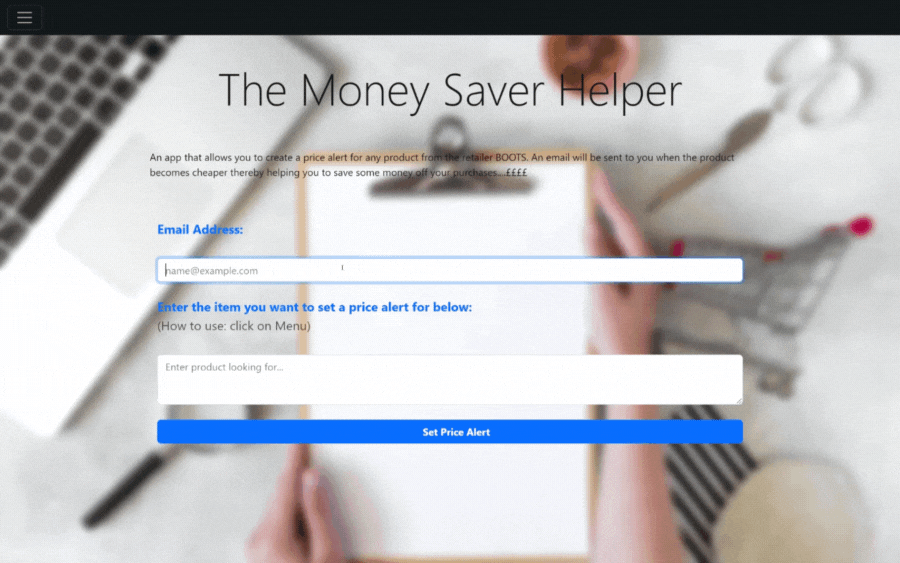 The Money Saver Helper
An app that allows you to create a price alert for any product from the retailer BOOTS. An email will be sent to you when the product
becomes cheaper thereby helping you to save some money off your purchases....££££
Email Address:
name@example.com
Enter the item you want to set a price alert for below:
(How to use: click on Menu)
Enter product looking for...
Set Price Alert